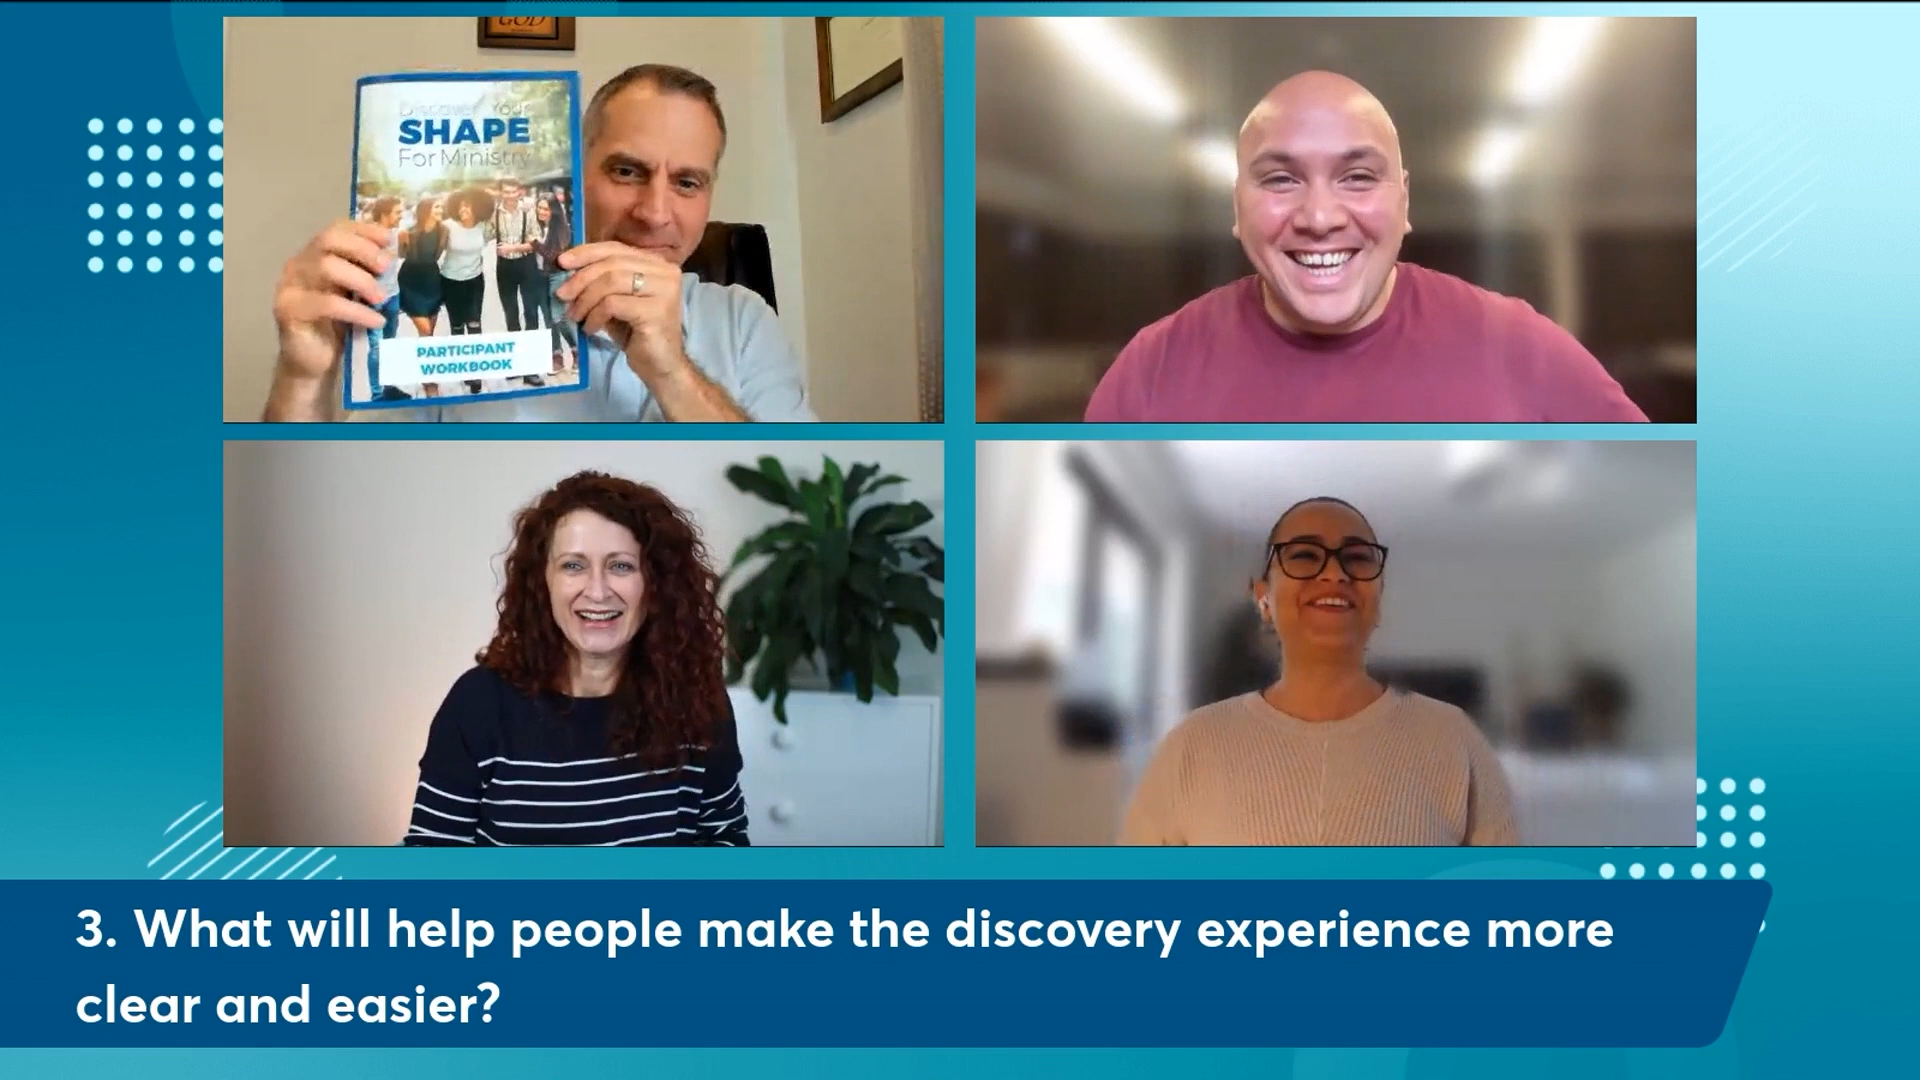 GOD
Discover Your
SHAPE
For Ministry
PARTICIPANT
WORKBOOK
3. What will help people make the discovery experience more
clear and easier?